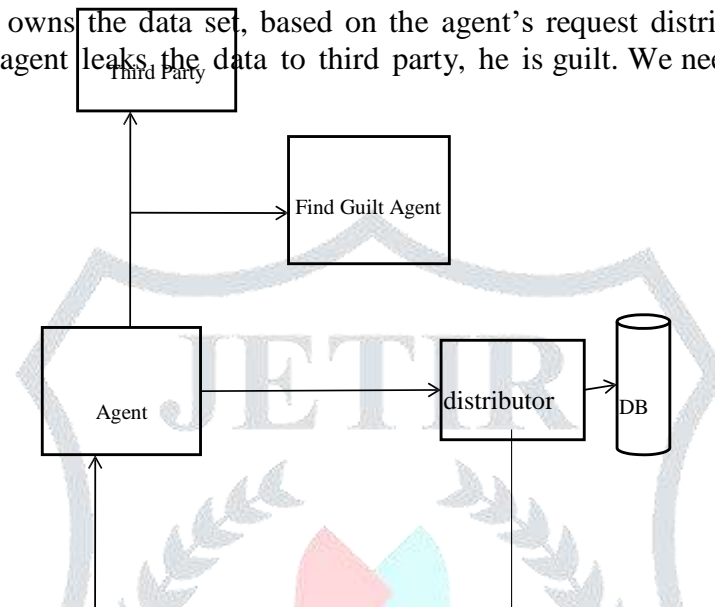 owns the data set, based on the agent's request distri
agent leaks the data to third party, he is guilt. We nee
Third Party
Find Guilt Agent
JETIR
Agent
distributor
DB